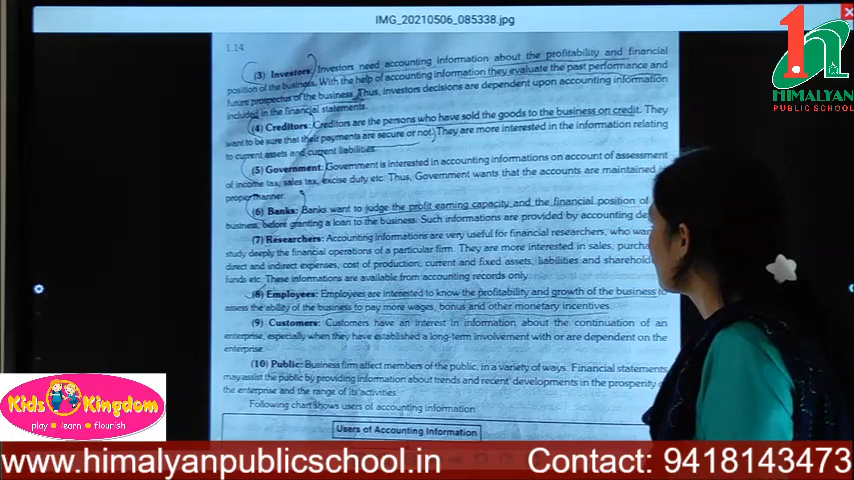 IMG_20210506_085338.jpg
1
HIMALYAN
PUBLIC SCHOOL
1.14
(3) Investors: Investors need accounting information about the profitability and financial
position of the business. With the help of accounting information they evaluate the past performance and
future prospectus of the business. Thus, investors decisions are dependent upon accounting information
included in the financial statements.
(4) Creditors: Creditors are the persons who have sold the goods to the business on credit. They
want to be sure that their payments are secure or not. They are more interested in the information relating
to current assets and current liabilities.
(5) Government: Government is interested in accounting informations on account of assessment
of income tax, sales tax, excise duty etc. Thus, Government wants that the accounts are maintained
proper manner.
(6) Banks: Banks want to judge the profit earning capacity and the financial position of
business, before granting a loan to the business. Such informations are provided by accounting
(7) Researchers: Accounting informations are very useful for financial researchers, who
study deeply the financial operations of a particular firm. They are more interested in sales,
direct and indirect expenses, cost of production, current and fixed assets, liabilities and
funds etc. These informations are available from accounting records only.
(8) Employees: Employees are interested to know the profitability and growth of the business to
assess the ability of the business to pay more wages, bonus and other monetary incentives.
(9) Customers: Customers have an interest in information about the continuation of an
enterprise, especially when they have established a long-term involvement with or are dependent on the
enterprise.
(10) Public: Business firm affect members of the public, in a variety of ways. Financial statements
may assist the public by providing information about trends and recent developments in the prosperity
the enterprise and the range of its activities.
Following chart shows users of accounting information
Users of Accounting Information
Kids Kingdom
play learn flourish
www.himalyanpublicschool.in Contact: 9418143473